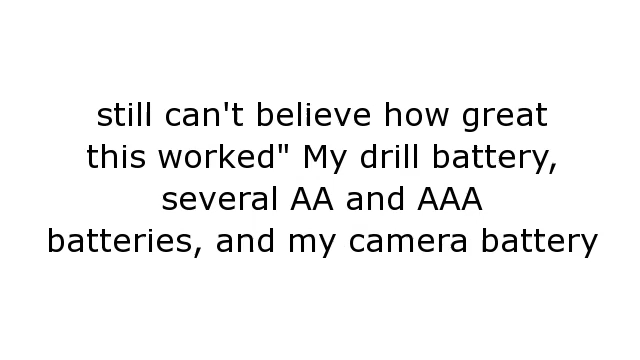 still can't believe how great
this worked" My drill battery,
several AA and AAA
batteries, and my camera battery